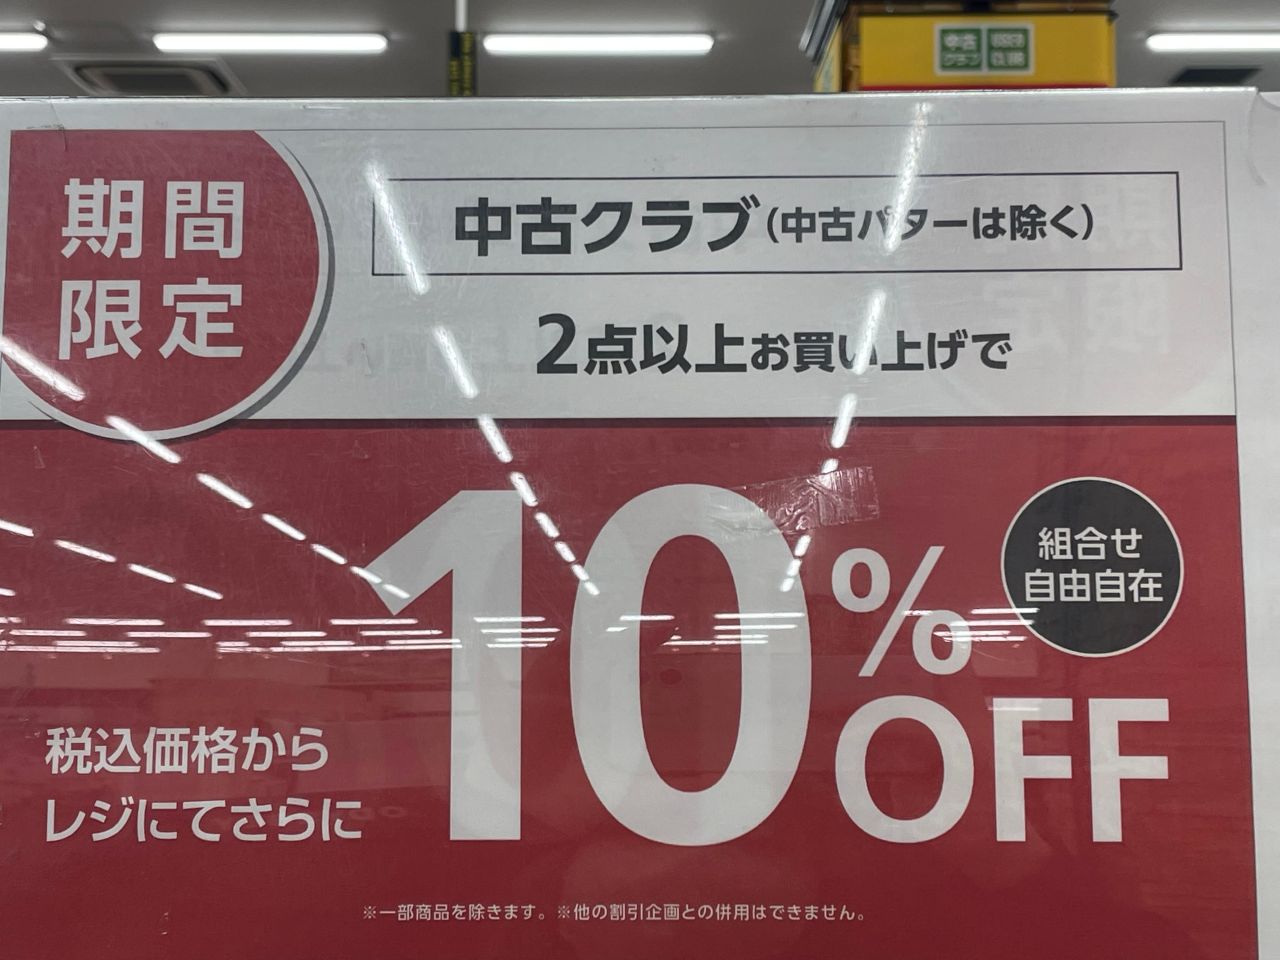 中古
クラブ
USED
CLUB
期間
限定
中古クラブ(中古パターは除く)
2点以上お買い上げで
10%OFF
組合せ
自由自在
税込価格から
レジにてさらに
※一部商品を除きます。※他の割引企画との併用はできません。